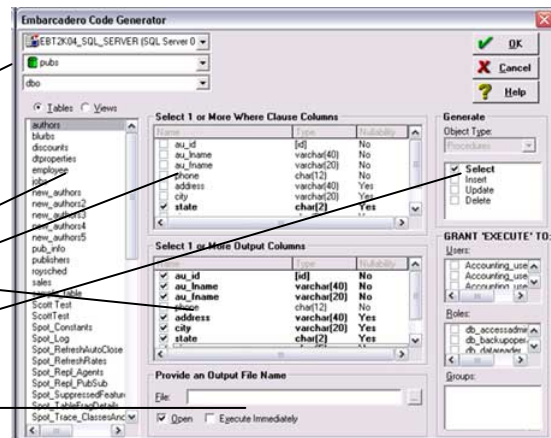 Embarcadero Code Generator
EBT2K04_SQL_SERVER (SQL Server 0
pubs
dbo
OK
Cancel
Help
Tables Views
authors
blurbs
discounts
dtproperties
employee
jobs
new_authors
new_authors2
new_authors3
new_authors4
new_authors5
pub_info
publishers
roysched
sales
Scott Test
ScottTest
Spot_Constants
Spot_Log
Spot_RefreshAutoClose
Spot_RefreshRates
Spot_Repl_Agents
Spot_Repl_PubSub
Spot_SuppressedFeatur
Spot_TableFragDetails
Spot_Trace_ClassesAnc
Select 1 or More Where Clause Columns
Name Type Nullability
au_id [id] No
au_lname varchar(40) No
au_fname varchar(20) No
phone char(12) No
address varchar(40) Yes
city varchar(20) Yes
state char(2) Yes
Select 1 or More Output Columns
Name Type Nullability
au_id [id] No
au_lname varchar(40) No
au_fname varchar(20) No
phone char(12) No
address varchar(40) Yes
city varchar(20) Yes
state char(2) Yes
Provide an Output File Name
File:
...
Open Execute Immediately
Generate
Object Type:
Procedures
Select
Insert
Update
Delete
GRANT 'EXECUTE' TO:
Users:
Accounting_use
Accounting_use
Accounting_use
Roles:
db_accessadmir
db_backupoper
db_datareader
Groups: